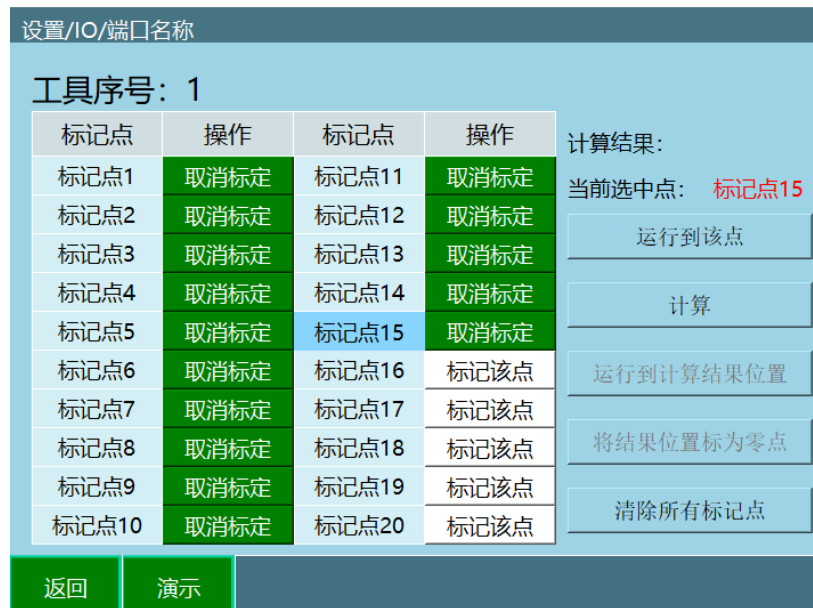 设置/IO/端口名称
工具序号：1
标记点 操作 标记点 操作
标记点1 取消标定 标记点11 取消标定
标记点2 取消标定 标记点12 取消标定
标记点3 取消标定 标记点13 取消标定
标记点4 取消标定 标记点14 取消标定
标记点5 取消标定 标记点15 取消标定
标记点6 取消标定 标记点16 标记该点
标记点7 取消标定 标记点17 标记该点
标记点8 取消标定 标记点18 标记该点
标记点9 取消标定 标记点19 标记该点
标记点10 取消标定 标记点20 标记该点
计算结果：
当前选中点： 标记点15
运行到该点
计算
运行到计算结果位置
将结果位置标为零点
清除所有标记点
返回 演示